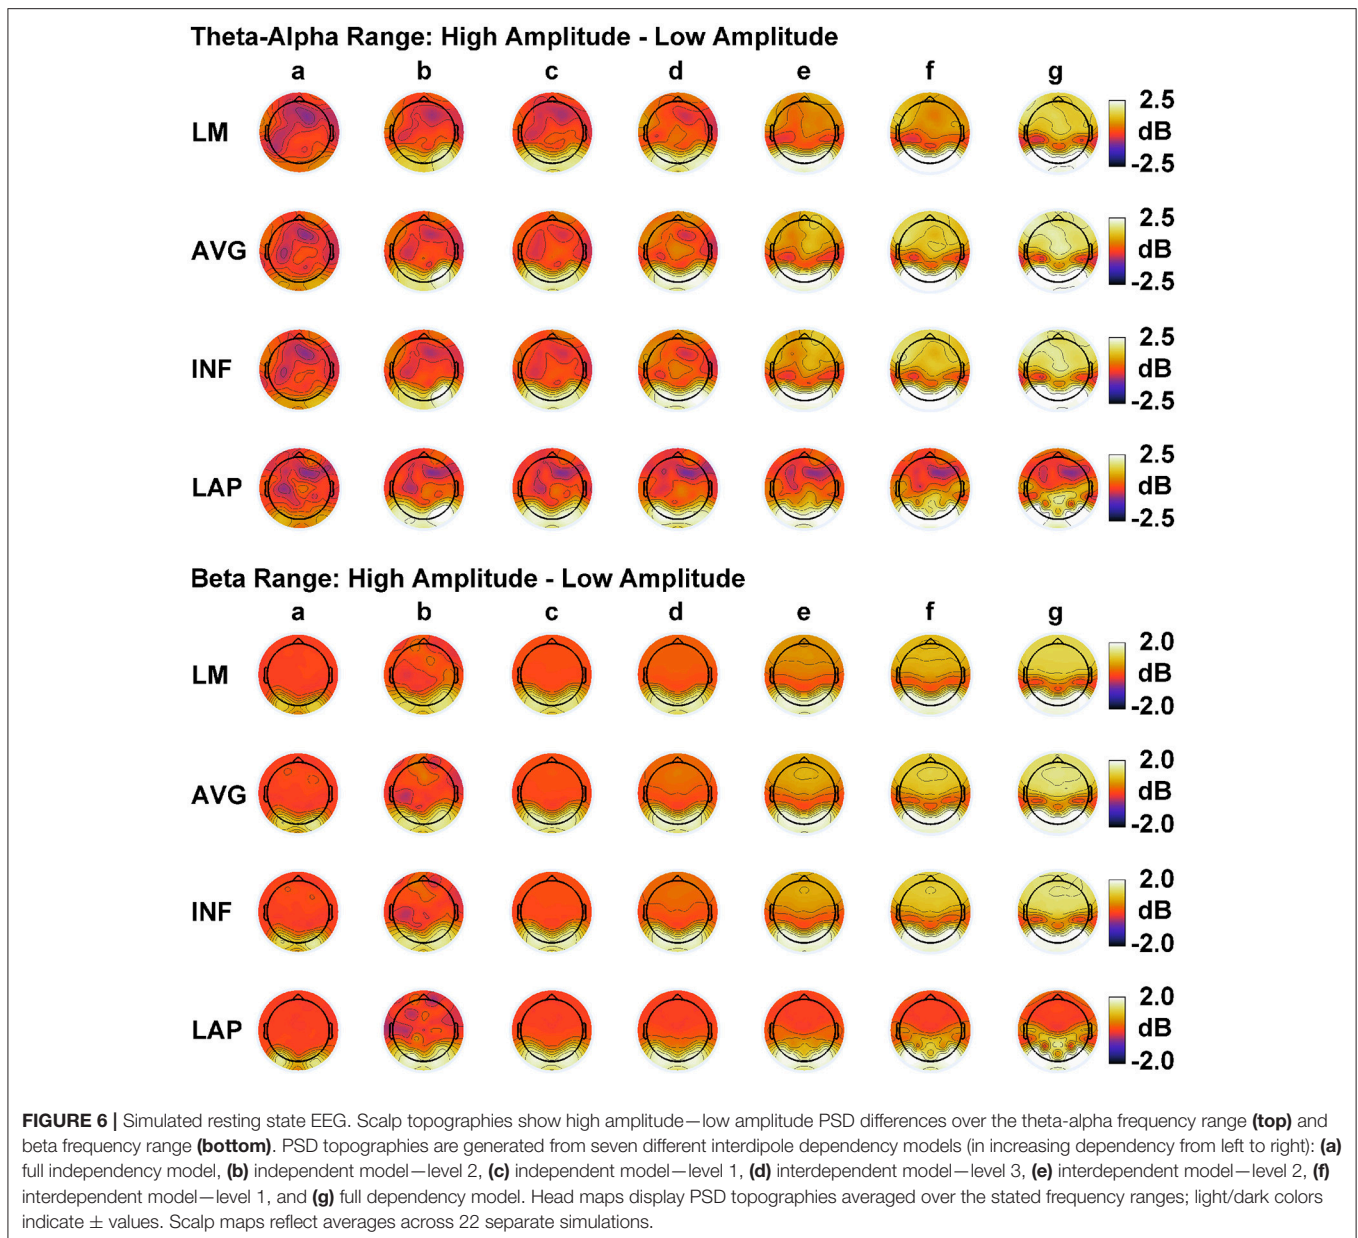 Theta-Alpha Range: High Amplitude - Low Amplitude
a b c d e f g
LM 2.5 dB -2.5
AVG 2.5 dB -2.5
INF 2.5 dB -2.5
LAP 2.5 dB -2.5
Beta Range: High Amplitude - Low Amplitude
a b c d e f g
LM 2.0 dB -2.0
AVG 2.0 dB -2.0
INF 2.0 dB -2.0
LAP 2.0 dB -2.0
FIGURE 6 | Simulated resting state EEG. Scalp topographies show high amplitude—low amplitude PSD differences over the theta-alpha frequency range (top) and
beta frequency range (bottom). PSD topographies are generated from seven different interdipole dependency models (in increasing dependency from left to right): (a)
full independency model, (b) independent model—level 2, (c) independent model—level 1, (d) interdependent model—level 3, (e) interdependent model—level 2, (f)
interdependent model—level 1, and (g) full dependency model. Head maps display PSD topographies averaged over the stated frequency ranges; light/dark colors
indicate ± values. Scalp maps reflect averages across 22 separate simulations.